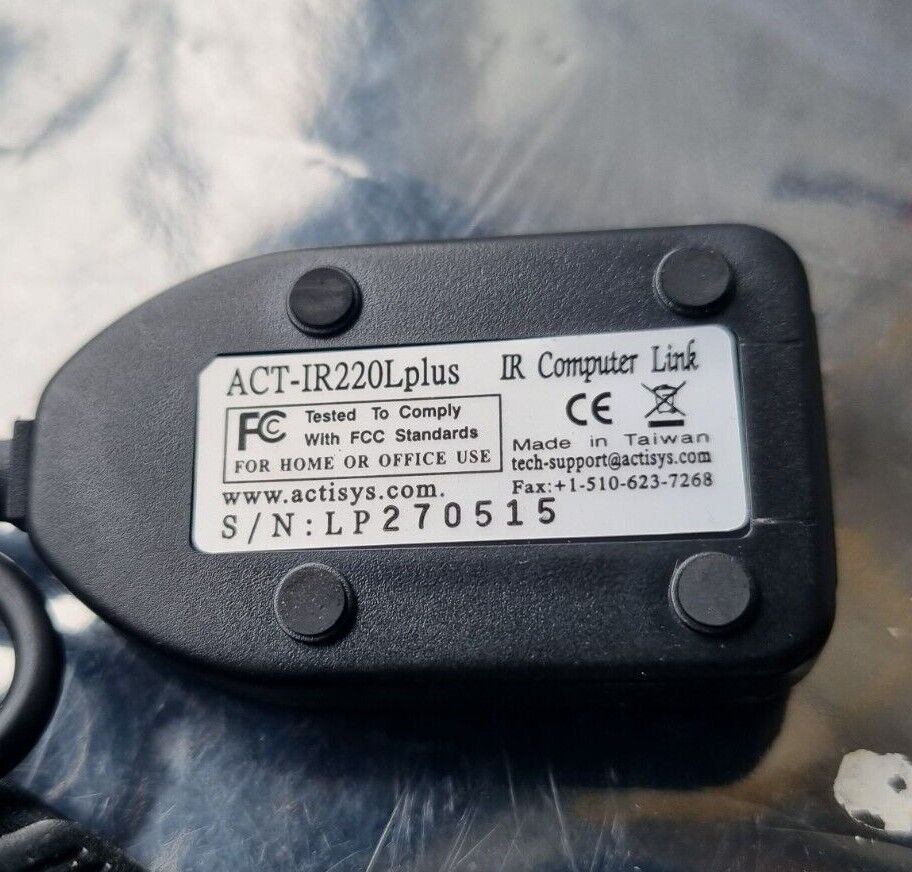 ACT-IR220Lplus IR Computer Link
FC Tested To Comply
With FCC Standards
FOR HOME OR OFFICE USE
CE
Made in Taiwan
tech-support@actisys.com
www.actisys.com.
Fax:+1-510-623-7268
S/N:LP270515